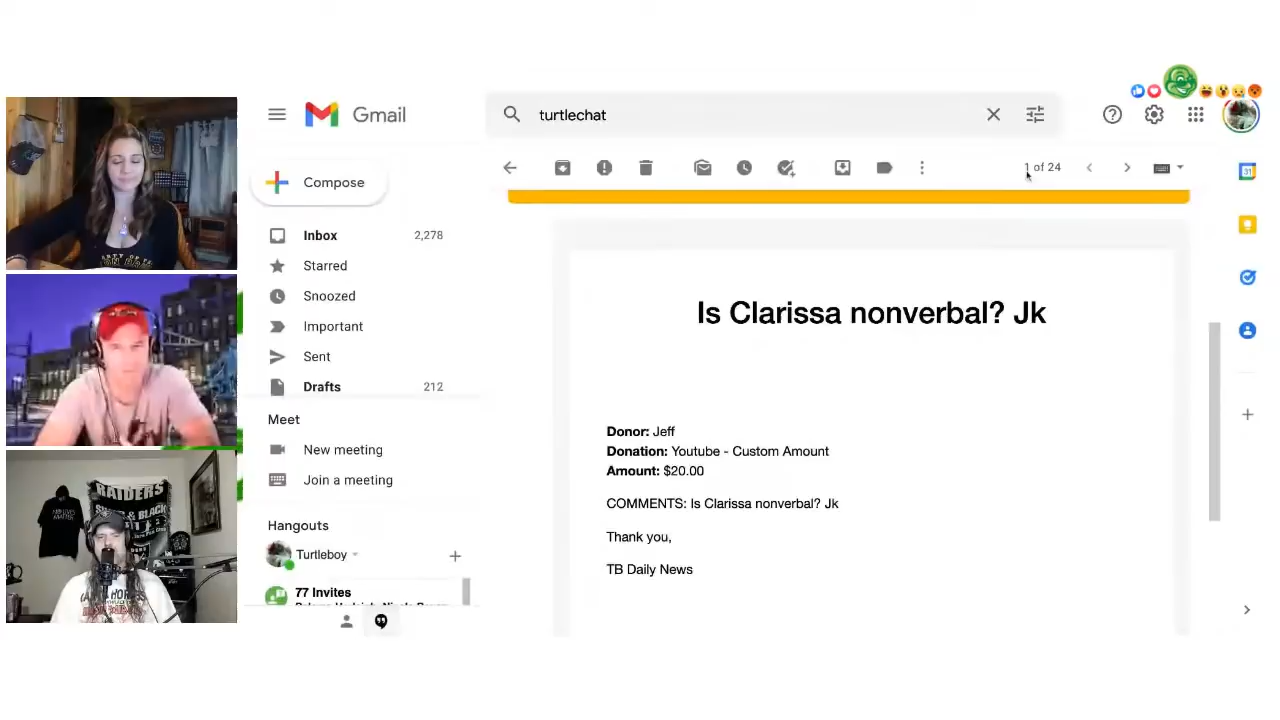 Gmail
turtlechat
1 of 24
Compose
Inbox 2,278
Starred
Snoozed
Important
Sent
Drafts 212
Meet
New meeting
Join a meeting
Hangouts
Turtleboy
77 Invites
Is Clarissa nonverbal? Jk
Donor: Jeff
Donation: Youtube - Custom Amount
Amount: $20.00
COMMENTS: Is Clarissa nonverbal? Jk
Thank you,
TB Daily News
31
RAIDERS